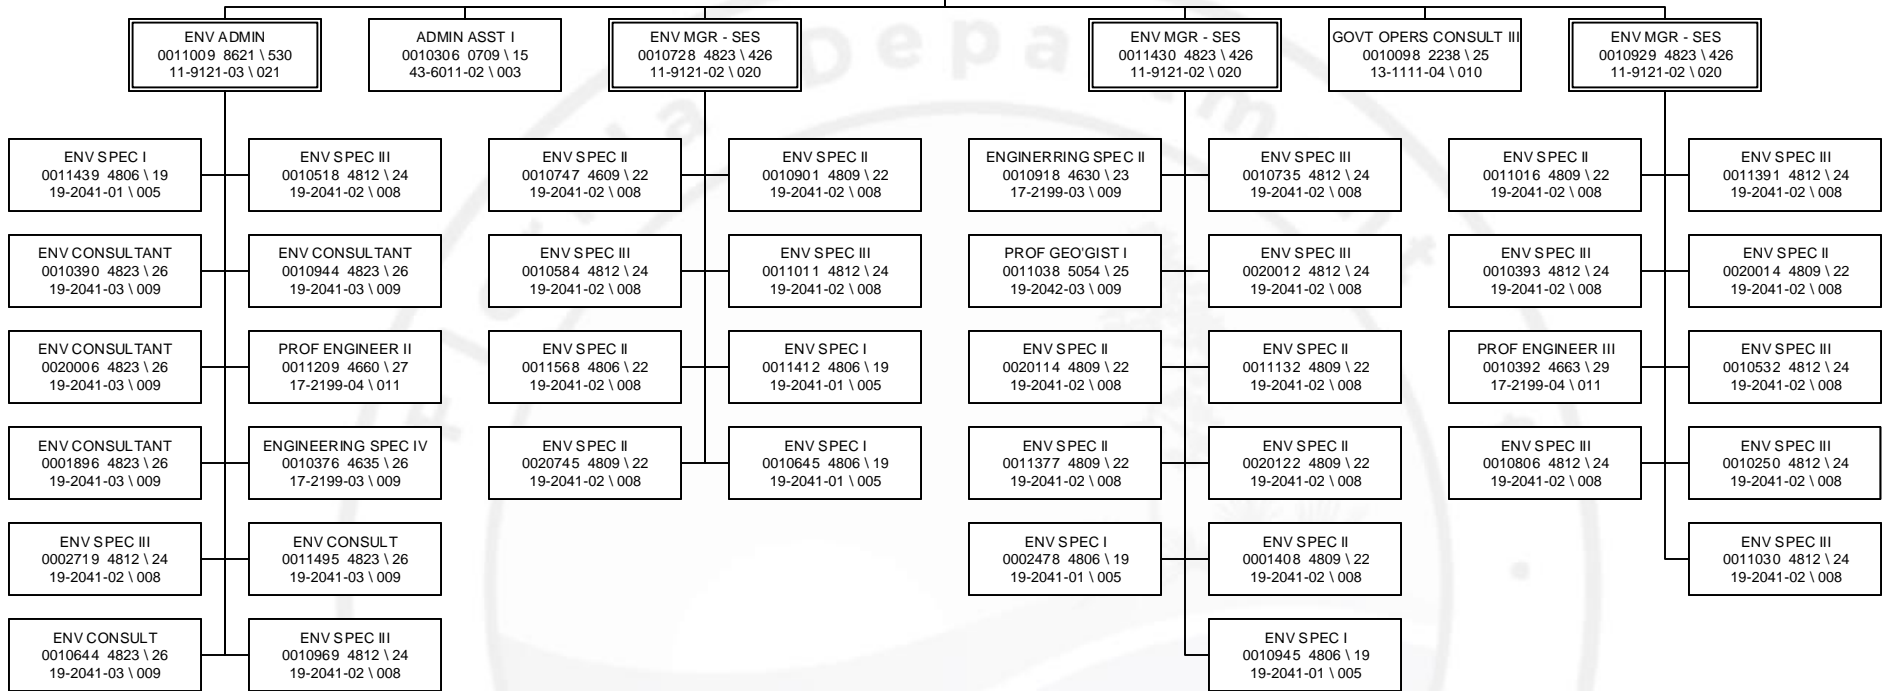 ENV ADMIN
0011009 8621 \ 530
11-9121-03 \ 021
ADMIN ASST I
0010306 0709 \ 15
43-6011-02 \ 003
ENV MGR - SES
0010728 4823 \ 426
11-9121-02 \ 020
ENV MGR - SES
0011430 4823 \ 426
11-9121-02 \ 020
GOVT OPERS CONSULT III
0010098 2238 \ 25
13-1111-04 \ 010
ENV MGR - SES
0010929 4823 \ 426
11-9121-02 \ 020
ENV SPEC I
0011439 4806 \ 19
19-2041-01 \ 005
ENV SPEC III
0010518 4812 \ 24
19-2041-02 \ 008
ENV SPEC II
0010747 4609 \ 22
19-2041-02 \ 008
ENV SPEC II
0010901 4809 \ 22
19-2041-02 \ 008
ENGINERRING SPEC II
0010918 4630 \ 23
17-2199-03 \ 009
ENV SPEC III
0010735 4812 \ 24
19-2041-02 \ 008
ENV SPEC II
0011016 4809 \ 22
19-2041-02 \ 008
ENV SPEC III
0011391 4812 \ 24
19-2041-02 \ 008
ENV CONSULTANT
0010390 4823 \ 26
19-2041-03 \ 009
ENV CONSULTANT
0010944 4823 \ 26
19-2041-03 \ 009
ENV SPEC III
0010584 4812 \ 24
19-2041-02 \ 008
ENV SPEC III
0011011 4812 \ 24
19-2041-02 \ 008
PROF GEO'GIST I
0011038 5054 \ 25
19-2042-03 \ 009
ENV SPEC III
0020012 4812 \ 24
19-2041-02 \ 008
ENV SPEC III
0010393 4812 \ 24
19-2041-02 \ 008
ENV SPEC II
0020014 4809 \ 22
19-2041-02 \ 008
ENV CONSULTANT
0020006 4823 \ 26
19-2041-03 \ 009
PROF ENGINEER II
0011209 4660 \ 27
17-2199-04 \ 011
ENV SPEC II
0011568 4806 \ 22
19-2041-02 \ 008
ENV SPEC I
0011412 4806 \ 19
19-2041-01 \ 005
ENV SPEC II
0020114 4809 \ 22
19-2041-02 \ 008
ENV SPEC II
0011132 4809 \ 22
19-2041-02 \ 008
PROF ENGINEER III
0010392 4663 \ 29
17-2199-04 \ 011
ENV SPEC III
0010532 4812 \ 24
19-2041-02 \ 008
ENV CONSULTANT
0001896 4823 \ 26
19-2041-03 \ 009
ENGINEERING SPEC IV
0010376 4635 \ 26
17-2199-03 \ 009
ENV SPEC II
0020745 4809 \ 22
19-2041-02 \ 008
ENV SPEC I
0010645 4806 \ 19
19-2041-01 \ 005
ENV SPEC II
0011377 4809 \ 22
19-2041-02 \ 008
ENV SPEC II
0020122 4809 \ 22
19-2041-02 \ 008
ENV SPEC III
0010806 4812 \ 24
19-2041-02 \ 008
ENV SPEC III
0010250 4812 \ 24
19-2041-02 \ 008
ENV SPEC III
0002719 4812 \ 24
19-2041-02 \ 008
ENV CONSULT
0011495 4823 \ 26
19-2041-03 \ 009
ENV SPEC I
0002478 4806 \ 19
19-2041-01 \ 005
ENV SPEC II
0001408 4809 \ 22
19-2041-02 \ 008
ENV SPEC III
0011030 4812 \ 24
19-2041-02 \ 008
ENV CONSULT
0010644 4823 \ 26
19-2041-03 \ 009
ENV SPEC III
0010969 4812 \ 24
19-2041-02 \ 008
ENV SPEC I
0010945 4806 \ 19
19-2041-01 \ 005
Florida Department